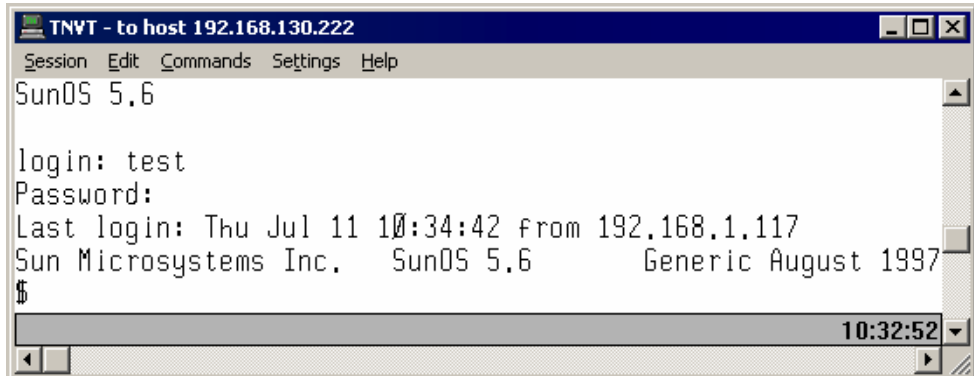 TNVT - to host 192.168.130.222
Session Edit Commands Settings Help
SunOS 5.6
login: test
Password:
Last login: Thu Jul 11 10:34:42 from 192.168.1.117
Sun Microsystems Inc. SunOS 5.6 Generic August 1997
$
10:32:52